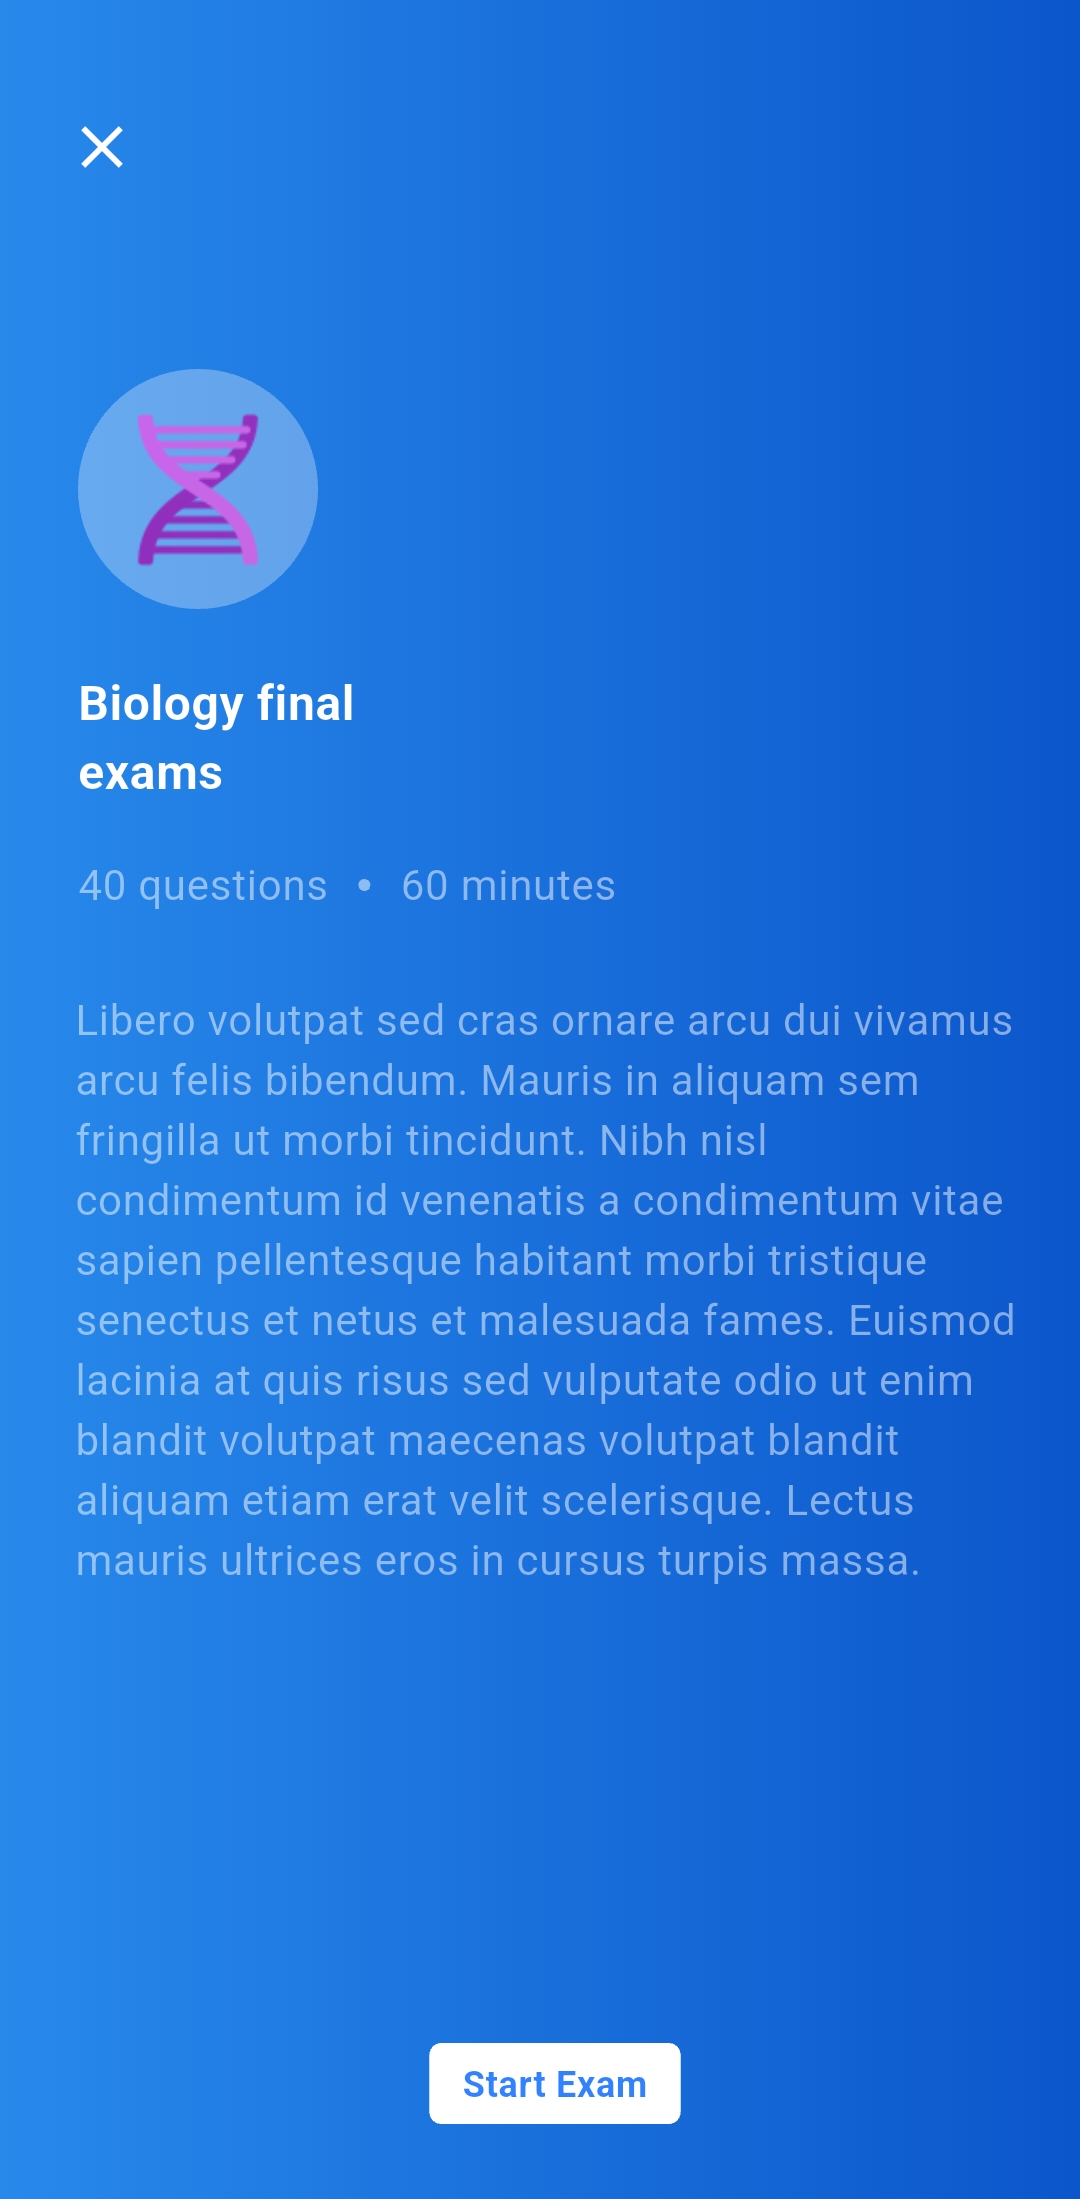 Biology final
exams
40 questions • 60 minutes
Libero volutpat sed cras ornare arcu dui vivamus
arcu felis bibendum. Mauris in aliquam sem
fringilla ut morbi tincidunt. Nibh nisl
condimentum id venenatis a condimentum vitae
sapien pellentesque habitant morbi tristique
senectus et netus et malesuada fames. Euismod
lacinia at quis risus sed vulputate odio ut enim
blandit volutpat maecenas volutpat blandit
aliquam etiam erat velit scelerisque. Lectus
mauris ultrices eros in cursus turpis massa.
Start Exam